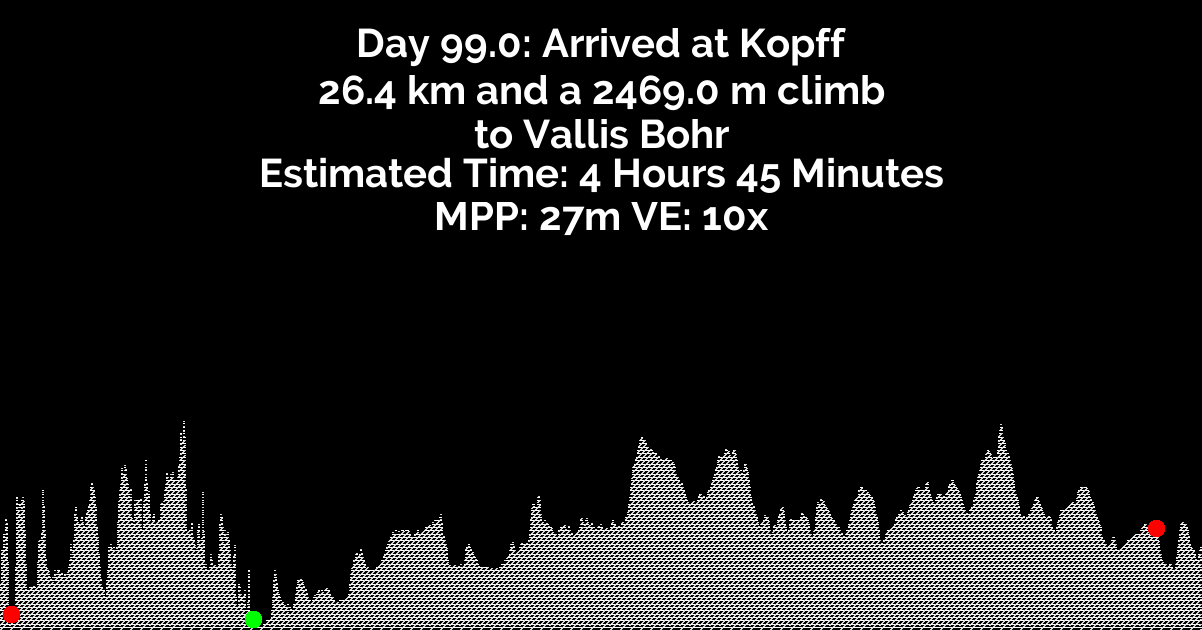 Day 99.0: Arrived at Kopff
26.4 km and a 2469.0 m climb
to Vallis Bohr
Estimated Time: 4 Hours 45 Minutes
MPP: 27m VE: 10x